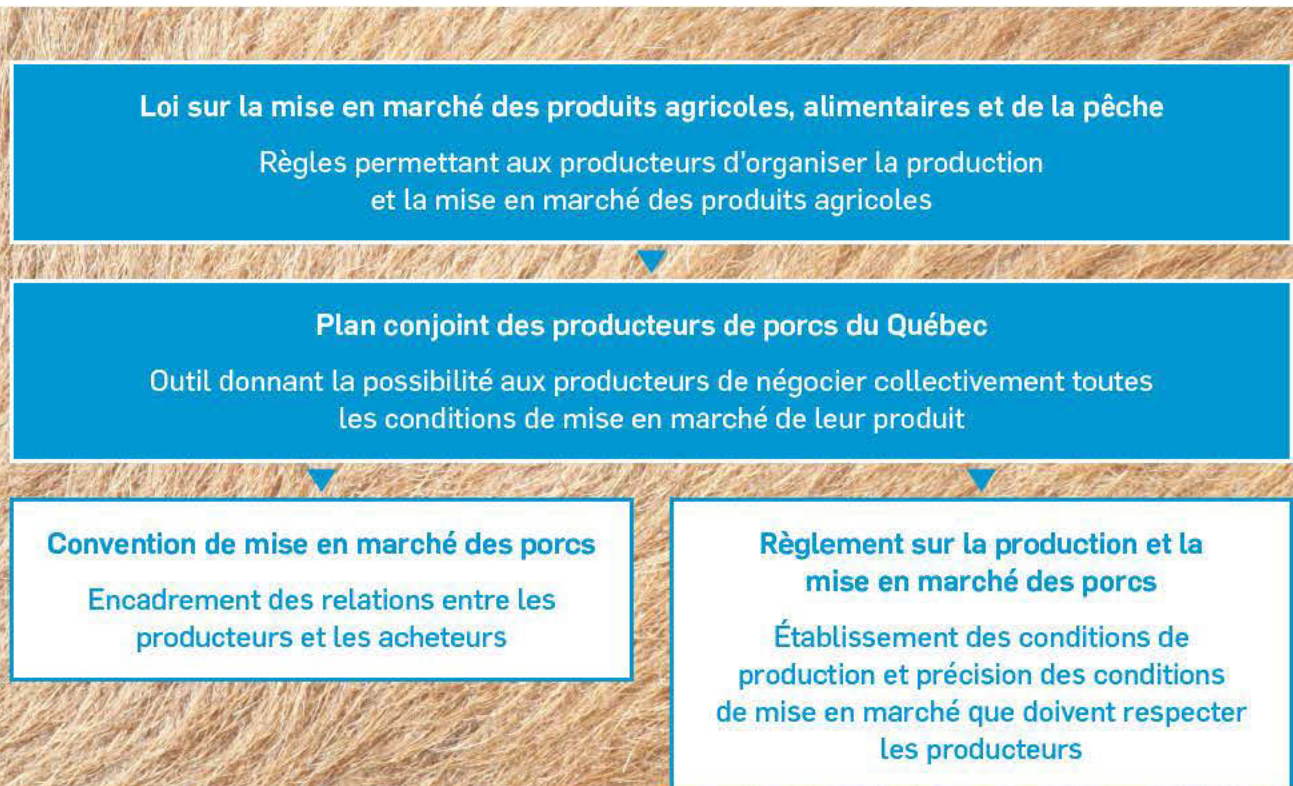 Loi sur la mise en marché des produits agricoles, alimentaires et de la pêche
Règles permettant aux producteurs d'organiser la production
et la mise en marché des produits agricoles
Plan conjoint des producteurs de porcs du Québec
Outil donnant la possibilité aux producteurs de négocier collectivement toutes
les conditions de mise en marché de leur produit
Convention de mise en marché des porcs
Encadrement des relations entre les
producteurs et les acheteurs
Règlement sur la production et la
mise en marché des porcs
Établissement des conditions de
production et précision des conditions
de mise en marché que doivent respecter
les producteurs